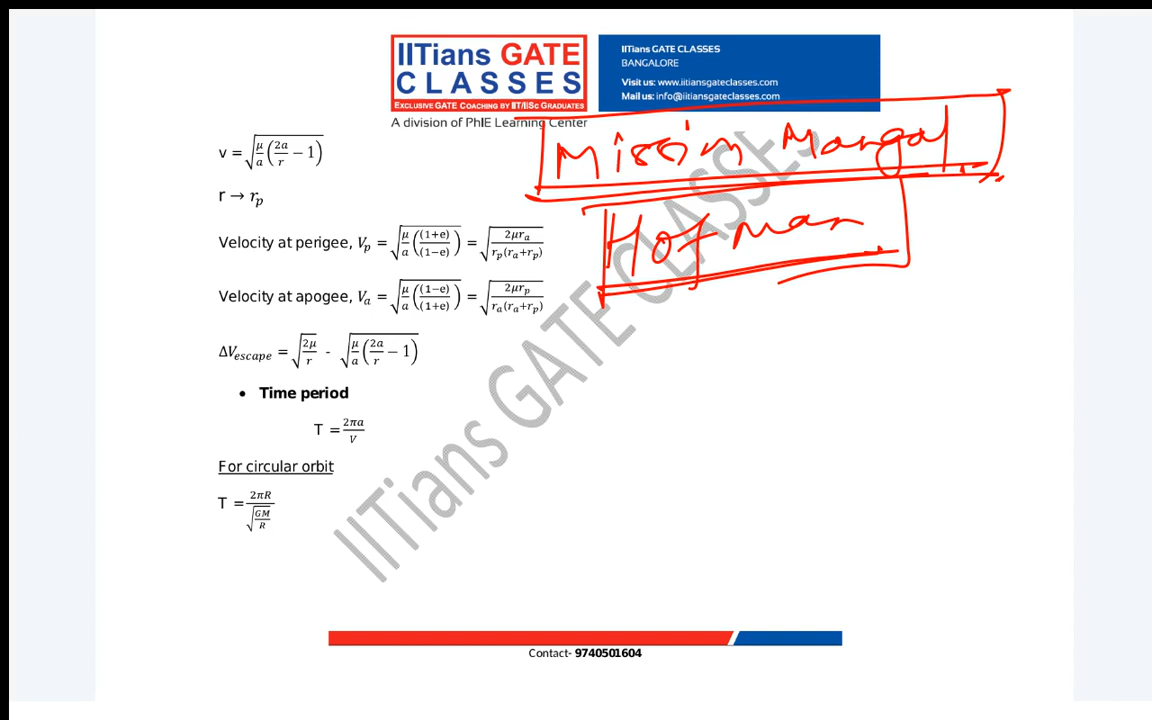 IITians GATE
CLASSES
EXCLUSIVE GATE COACHING BY IIT/IISc GRADUATES
A division of PhIE Learning Center
IITians GATE CLASSES
BANGALORE
Visit us: www.iitiansgateclasses.com
Mail us: info@iitiansgateclasses.com
Mission Mangal
Hofman
v = √(μ/a (2a/r − 1))
r → r_p
Velocity at perigee, V_p = √(μ/a ((1+e)/(1−e))) = √(2μr_a / r_p(r_a+r_p))
Velocity at apogee, V_a = √(μ/a ((1−e)/(1+e))) = √(2μr_p / r_a(r_a+r_p))
ΔV_escape = √(2μ/r) - √(μ/a (2a/r − 1))
• Time period
T = 2πa/V
For circular orbit
T = 2πR/√(GM/R)
IITians GATE CLASSES
Contact- 9740501604